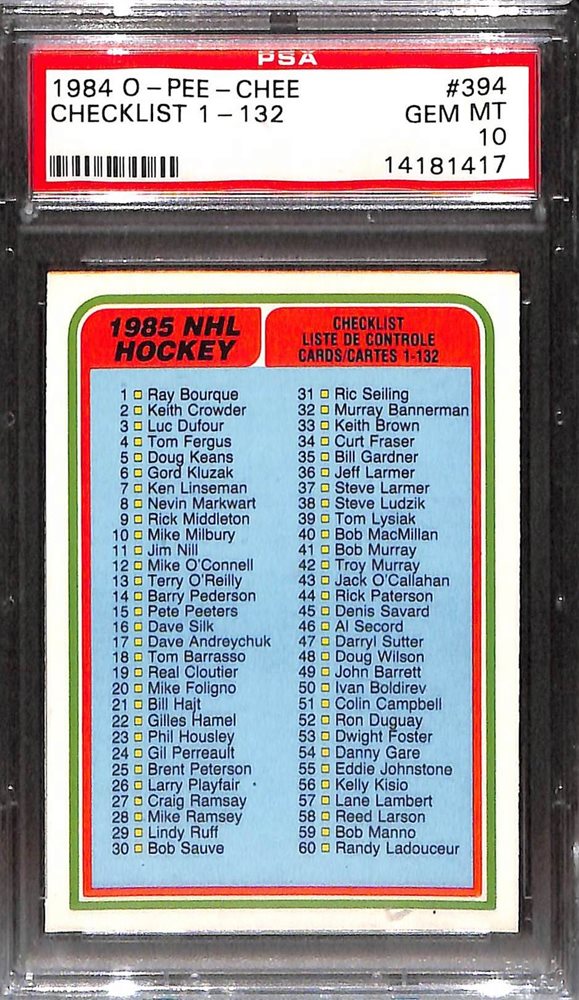 PSA
1984 O-PEE-CHEE #394
CHECKLIST 1-132 GEM MT
10
14181417
1985 NHL
HOCKEY
CHECKLIST
LISTE DE CONTROLE
CARDS/CARTES 1-132
1 Ray Bourque
2 Keith Crowder
3 Luc Dufour
4 Tom Fergus
5 Doug Keans
6 Gord Kluzak
7 Ken Linseman
8 Nevin Markwart
9 Rick Middleton
10 Mike Milbury
11 Jim Nill
12 Mike O'Connell
13 Terry O'Reilly
14 Barry Pederson
15 Pete Peeters
16 Dave Silk
17 Dave Andreychuk
18 Tom Barrasso
19 Real Cloutier
20 Mike Foligno
21 Bill Hajt
22 Gilles Hamel
23 Phil Housley
24 Gil Perreault
25 Brent Peterson
26 Larry Playfair
27 Craig Ramsay
28 Mike Ramsey
29 Lindy Ruff
30 Bob Sauve
31 Ric Seiling
32 Murray Bannerman
33 Keith Brown
34 Curt Fraser
35 Bill Gardner
36 Jeff Larmer
37 Steve Larmer
38 Steve Ludzik
39 Tom Lysiak
40 Bob MacMillan
41 Bob Murray
42 Troy Murray
43 Jack O'Callahan
44 Rick Paterson
45 Denis Savard
46 Al Secord
47 Darryl Sutter
48 Doug Wilson
49 John Barrett
50 Ivan Boldirev
51 Colin Campbell
52 Ron Duguay
53 Dwight Foster
54 Danny Gare
55 Eddie Johnstone
56 Kelly Kisio
57 Lane Lambert
58 Reed Larson
59 Bob Manno
60 Randy Ladouceur